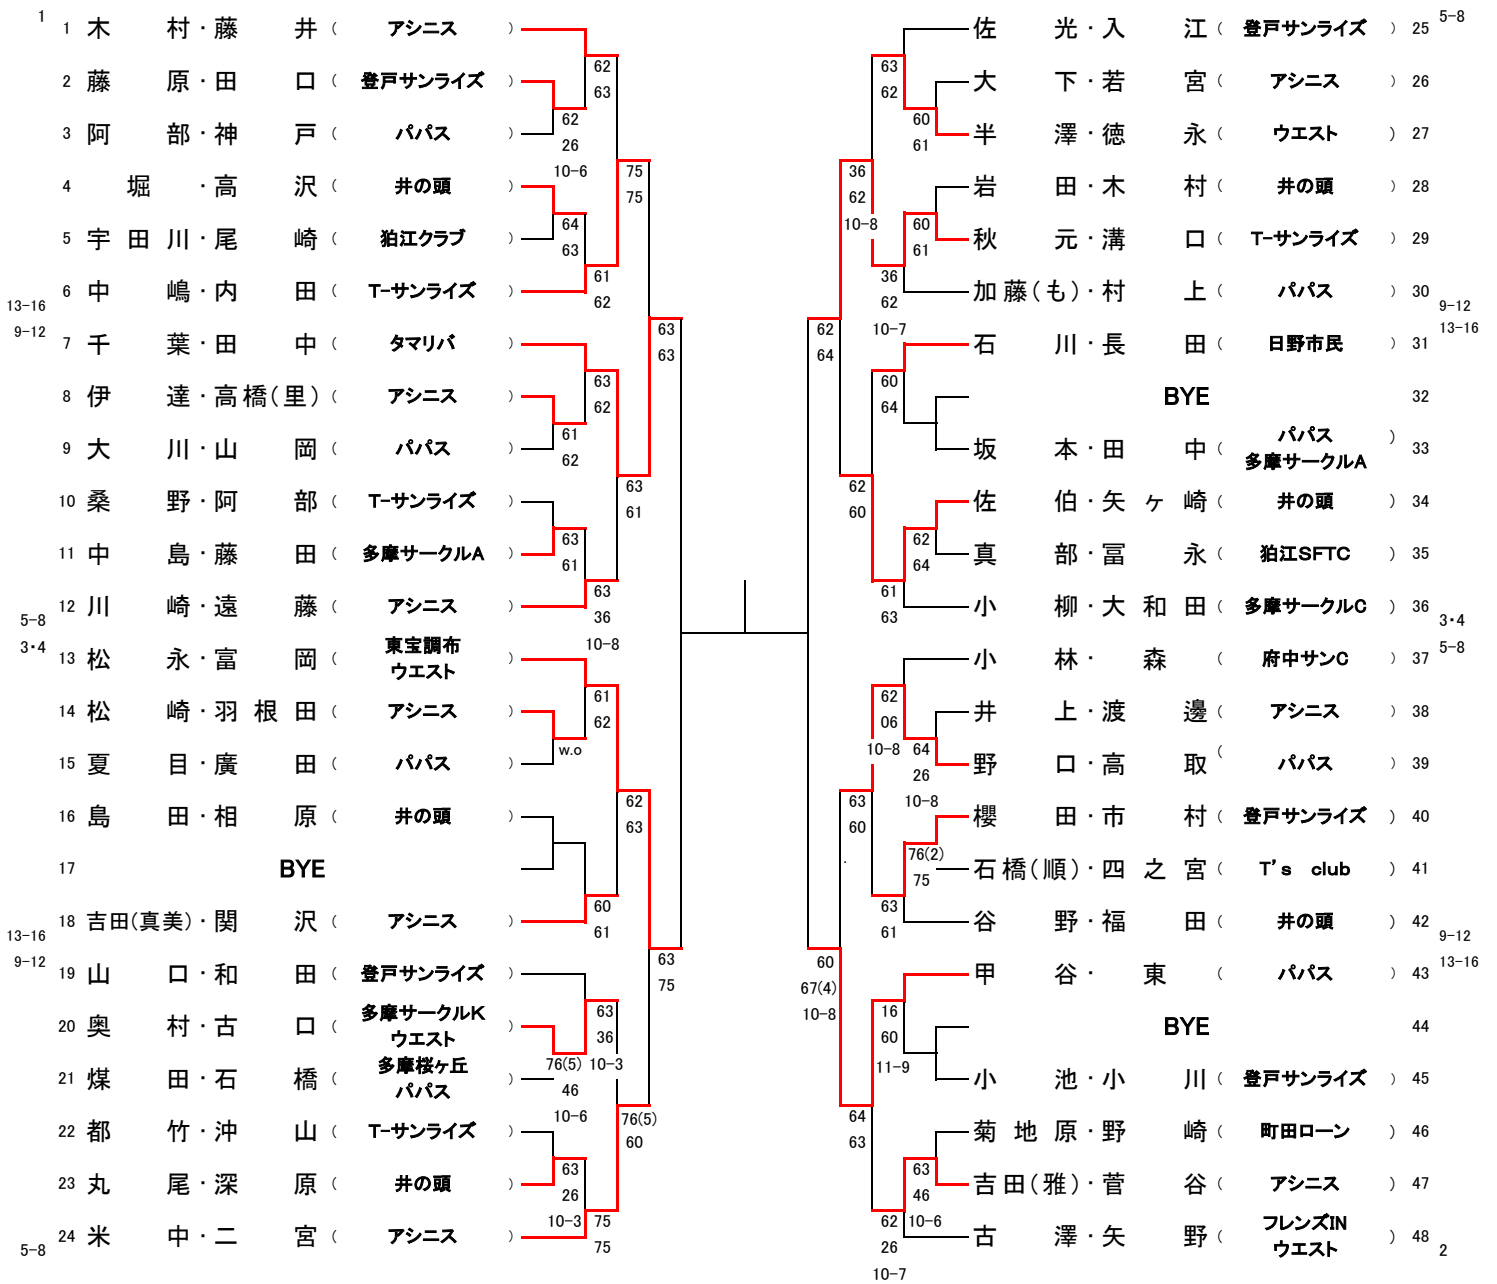 1
1 木村・藤井 ( アシニス )
62
63
2 藤原・田口 ( 登戸サンライズ )
62
26
10-6
3 阿部・神戸 ( パパス )
75
75
4 堀・高沢 ( 井の頭 )
64
63
5 宇田川・尾崎 ( 狛江クラブ )
61
62
6 中嶋・内田 ( T-サンライズ )
13-16
9-12
63
63
7 千葉・田中 ( タマリバ )
63
62
8 伊達・高橋(里) ( アシニス )
61
62
9 大川・山岡 ( パパス )
63
61
10 桑野・阿部 ( T-サンライズ )
63
61
11 中島・藤田 ( 多摩サークルA )
63
36
10-8
12 川崎・遠藤 ( アシニス )
5-8
3・4
13 松永・富岡 ( 東宝調布
ウエスト )
61
62
14 松崎・羽根田 ( アシニス )
w.o
15 夏目・廣田 ( パパス )
62
63
16 島田・相原 ( 井の頭 )
17 BYE
60
61
18 吉田(真美)・関沢 ( アシニス )
13-16
9-12
63
75
19 山口・和田 ( 登戸サンライズ )
63
36
10-3
20 奥村・古口 ( 多摩サークルK
ウエスト )
76(5)
46
10-6
21 煤田・石橋 ( 多摩桜ヶ丘
パパス )
76(5)
60
22 都竹・沖山 ( T-サンライズ )
63
26
10-3
23 丸尾・深原 ( 井の頭 )
75
75
24 米中・二宮 ( アシニス )
5-8
佐光・入江 ( 登戸サンライズ ) 25
5-8
63
62
大下・若宮 ( アシニス ) 26
60
61
半澤・徳永 ( ウエスト ) 27
36
62
10-8
岩田・木村 ( 井の頭 ) 28
60
61
秋元・溝口 ( T-サンライズ ) 29
36
62
10-7
加藤(も)・村上 ( パパス ) 30
9-12
13-16
62
64
石川・長田 ( 日野市民 ) 31
60
64
BYE 32
坂本・田中 ( パパス
多摩サークルA ) 33
62
60
佐伯・矢ヶ崎 ( 井の頭 ) 34
62
64
真部・冨永 ( 狛江SFTC ) 35
61
63
小柳・大和田 ( 多摩サークルC ) 36
3・4
5-8
小林・森 ( 府中サンC ) 37
62
06
10-8
井上・渡邊 ( アシニス ) 38
64
26
10-8
野口・高取 ( パパス ) 39
63
60
櫻田・市村 ( 登戸サンライズ ) 40
76(2)
75
石橋(順)・四之宮 ( T's club ) 41
63
61
谷野・福田 ( 井の頭 ) 42
9-12
13-16
60
67(4)
10-8
甲谷・東 ( パパス ) 43
16
60
11-9
BYE 44
小池・小川 ( 登戸サンライズ ) 45
64
63
菊地原・野崎 ( 町田ローン ) 46
63
46
10-6
吉田(雅)・菅谷 ( アシニス ) 47
62
26
10-7
古澤・矢野 ( フレンズIN
ウエスト ) 48
2